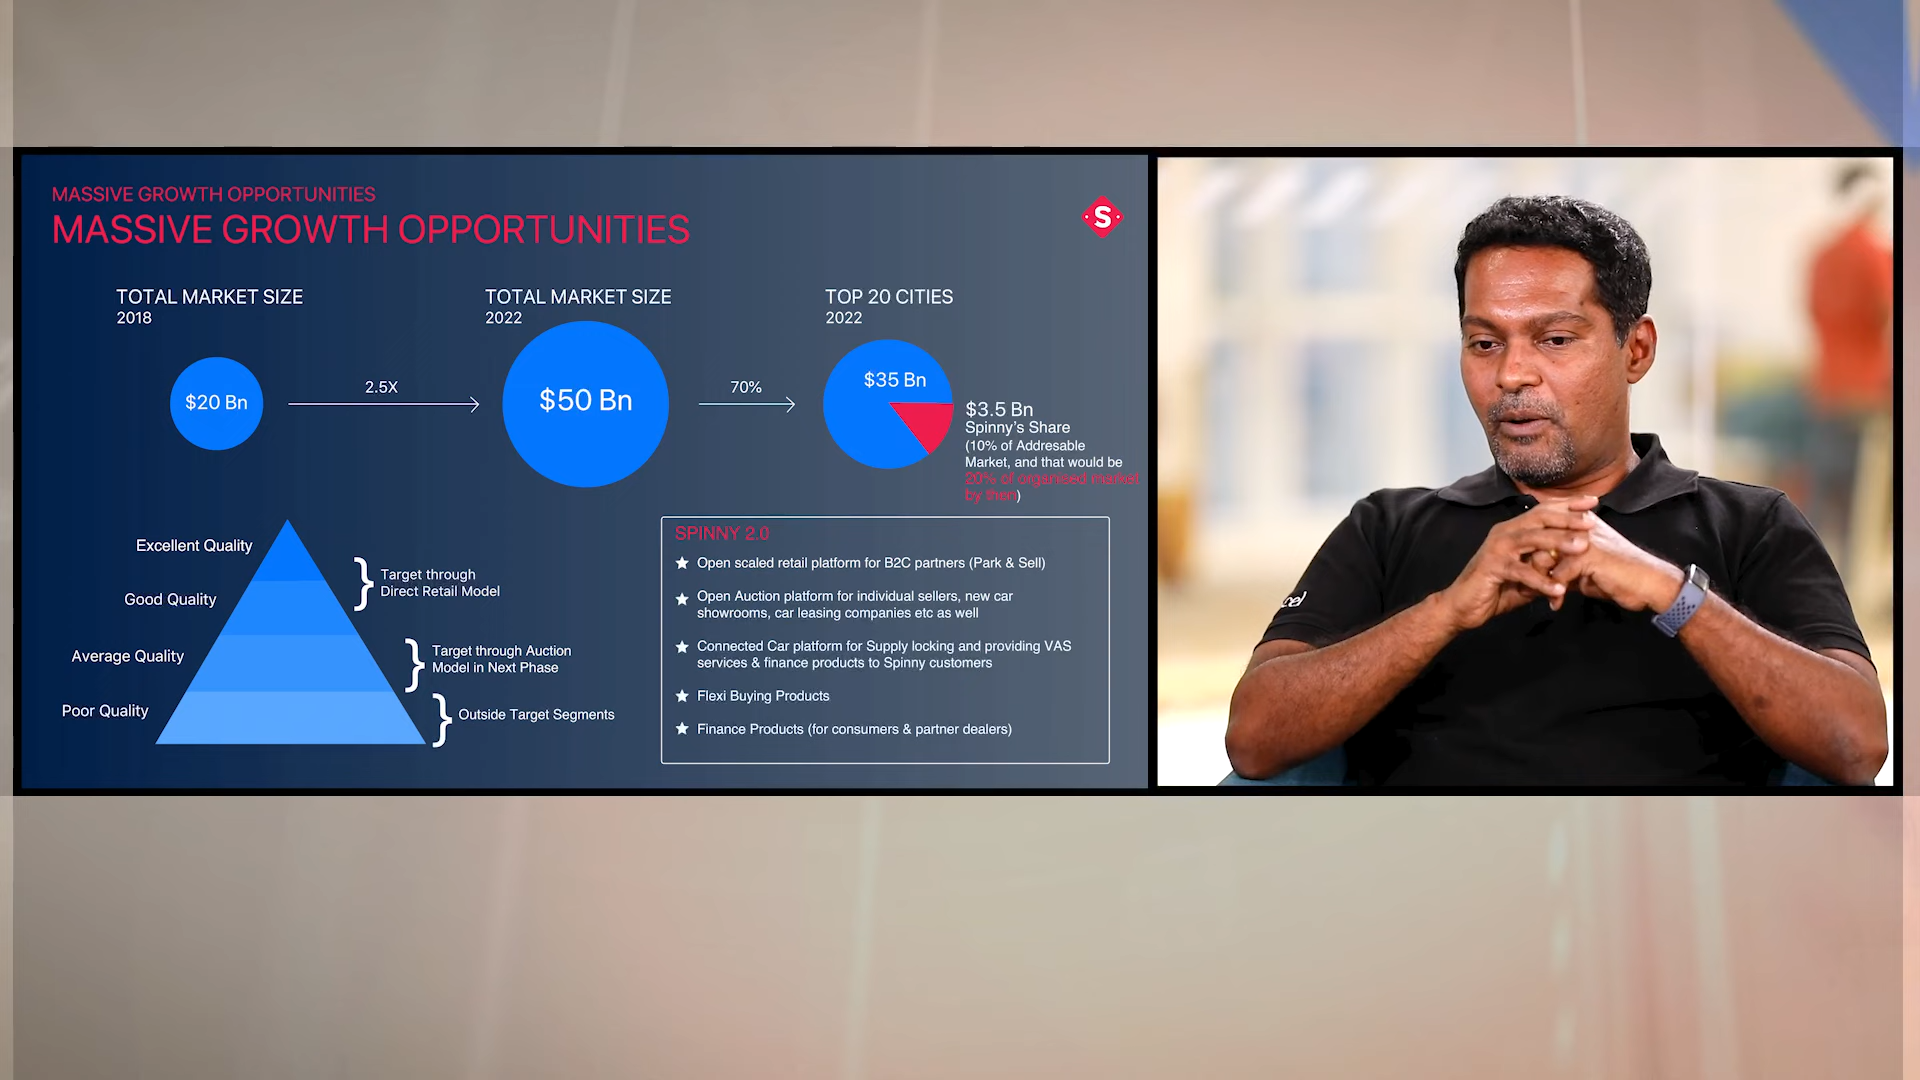 MASSIVE GROWTH OPPORTUNITIES
MASSIVE GROWTH OPPORTUNITIES
S
TOTAL MARKET SIZE
2018
$20 Bn
2.5X
TOTAL MARKET SIZE
2022
$50 Bn
70%
TOP 20 CITIES
2022
$35 Bn
$3.5 Bn
Spinny's Share
(10% of Addresable
Market, and that would be
20% of organised market
by then)
Excellent Quality
Good Quality
Average Quality
Poor Quality
Target through
Direct Retail Model
Target through Auction
Model in Next Phase
Outside Target Segments
SPINNY 2.0
★ Open scaled retail platform for B2C partners (Park & Sell)
★ Open Auction platform for individual sellers, new car
showrooms, car leasing companies etc as well
★ Connected Car platform for Supply locking and providing VAS
services & finance products to Spinny customers
★ Flexi Buying Products
★ Finance Products (for consumers & partner dealers)